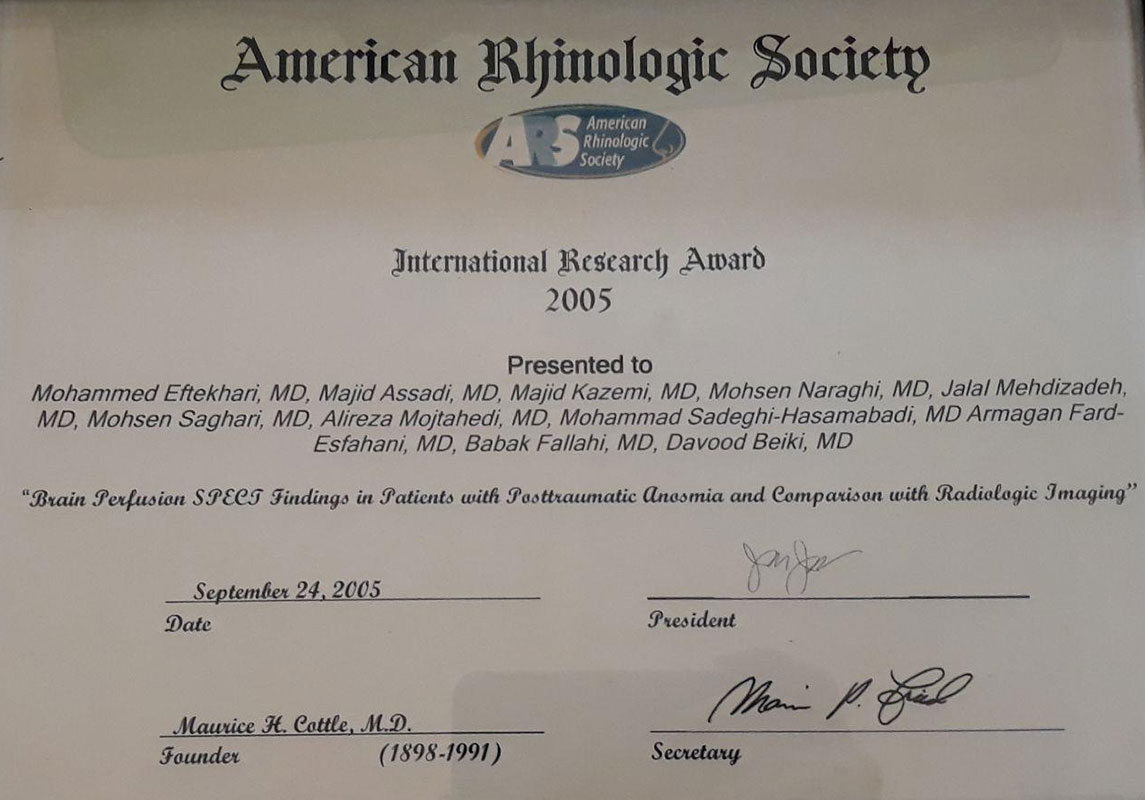 American Rhinologic Society
ARS American
Rhinologic
Society
International Research Award
2005
Presented to
Mohammed Eftekhari, MD, Majid Assadi, MD, Majid Kazemi, MD, Mohsen Naraghi, MD, Jalal Mehdizadeh,
MD, Mohsen Saghari, MD, Alireza Mojtahedi, MD, Mohammad Sadeghi-Hasamabadi, MD Armagan Fard-
Esfahani, MD, Babak Fallahi, MD, Davood Beiki, MD
“Brain Perfusion SPECT Findings in Patients with Posttraumatic Anosmia and Comparison with Radiologic Imaging”
September 24, 2005
Date
President
Maurice H. Cottle, M.D.
Founder (1898-1991)
Secretary